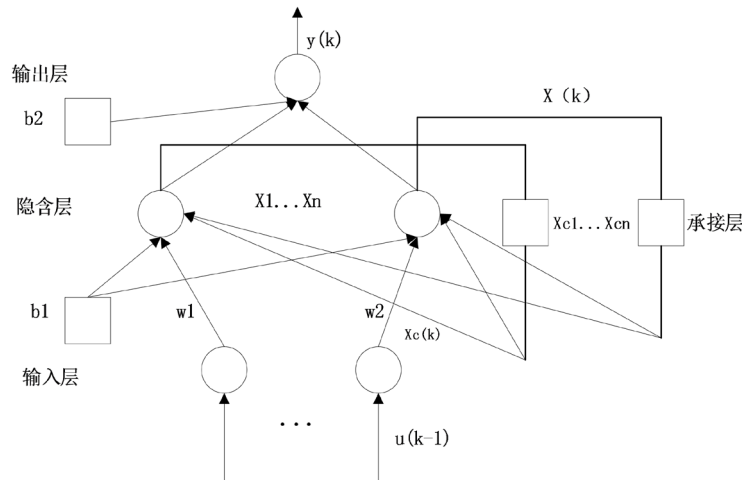 y(k)
输出层
b2
X（k）
隐含层
X1...Xn
Xc1...Xcn
承接层
b1
w1
w2
Xc(k)
输入层
...
u(k-1)